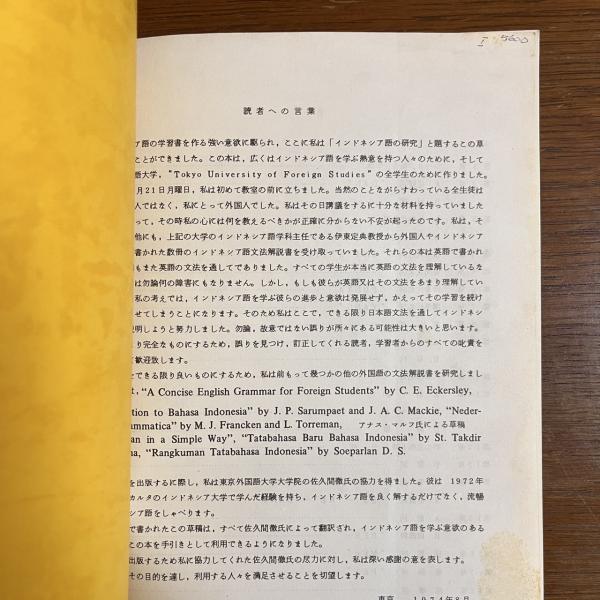 I 5600
読者への言葉
ア語の学習書を作る強い意欲に駆られ，ここに私は「インドネシア語の研究」と題するこの草
ことができました。この本は，広くはインドネシア語を学ぶ熱意を持つ人々のために，そして
語大学，"Tokyo University of Foreign Studies" の全学生のために作りました。
月21日月曜日，私は初めて教室の前に立ちました。当然のことながらすわっている全生徒は
人ではなく，私にとって外国人でした。私はその日講議をするに十分な材料を持っていました
って，その時私の心には何を教えるべきかが正確に分からない不安が起ったのです。私は，そ
他にも，上記の大学のインドネシア語学科主任である伊東定典教授から外国人やインドネシア
書かれた数冊のインドネシア語文法解説書を受け取っていました。それらの本は英語で書かれ
もまた英語の文法を通してでありました。すべての学生が本当に英語の文法を理解しているな
は勿論何の障害にもなりません。しかし，もしも彼らが英語又はその文法をあまり理解してい
私の考えでは，インドネシア語を学ぶ彼らの進歩と意欲は発展せず，かえってその学習を続け
せてしまうことになります。そのため私はここで，できる限り日本語文法を通してインドネシ
説明しようと努力しました。勿論，故意ではない誤りが所々にある可能性は大きいと思います。
り完全なものにするため，誤りを見つけ，訂正してくれる読者，学習者からのすべての叱責を
て歓迎致します。
をできる限り良いものにするため，私は前もって幾つかの他の外国語の文法解説書を研究しまし
は，"A Concise English Grammar for Foreign Students" by C. E. Eckersley,
tion to Bahasa Indonesia" by J. P. Sarumpaet and J. A. C. Mackie, "Neder-
ammatica" by M. J. Francken and L. Torreman, アナス・マルフ氏による草稿
an in a Simple Way", "Tatabahasa Baru Bahasa Indonesia" by St. Takdir
na, "Rangkuman Tatabahasa Indonesia" by Soeparlan D. S.
を出版するに際し，私は東京外国語大学大学院の佐久間徹氏の協力を得ました。彼は1972年
カルタのインドネシア大学で学んだ経験を持ち，インドネシア語を良く解するだけでなく，流暢
シア語をしゃべります。
で書かれたこの草稿は，すべて佐久間徹氏によって翻訳され，インドネシア語を学ぶ意欲のある
この本を手引きとして利用できるようになりました。
出版するため私に協力してくれた佐久間徹氏の尽力に対し，私は深い感謝の意を表します。
その目的を達し，利用する人々を満足させることを切望します。
東京 1974年8月